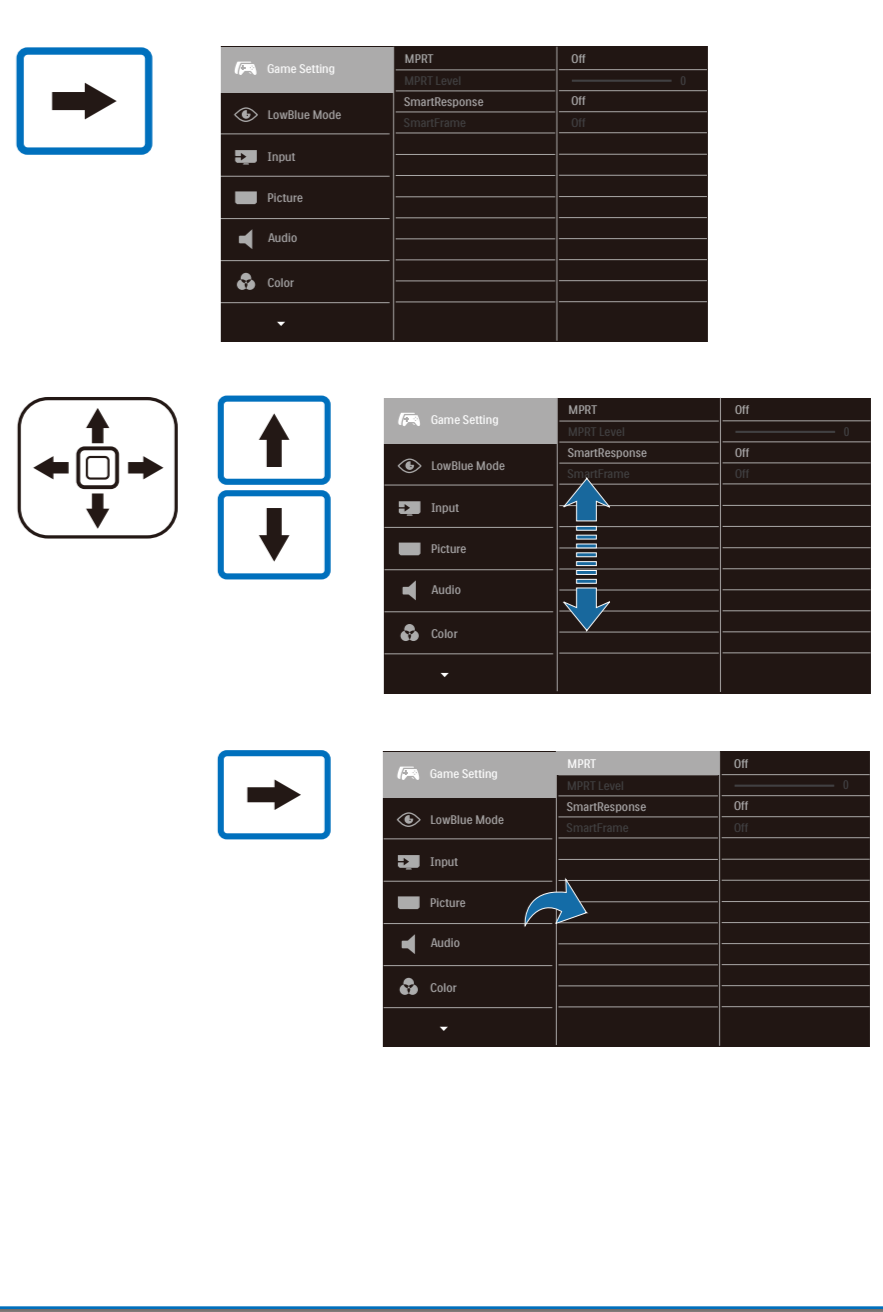 Game Setting
MPRT
Off
MPRT Level
0
LowBlue Mode
SmartResponse
Off
SmartFrame
Off
Input
Picture
Audio
Color
Game Setting
MPRT
Off
MPRT Level
0
LowBlue Mode
SmartResponse
Off
SmartFrame
Off
Input
Picture
Audio
Color
Game Setting
MPRT
Off
MPRT Level
0
LowBlue Mode
SmartResponse
Off
SmartFrame
Off
Input
Picture
Audio
Color